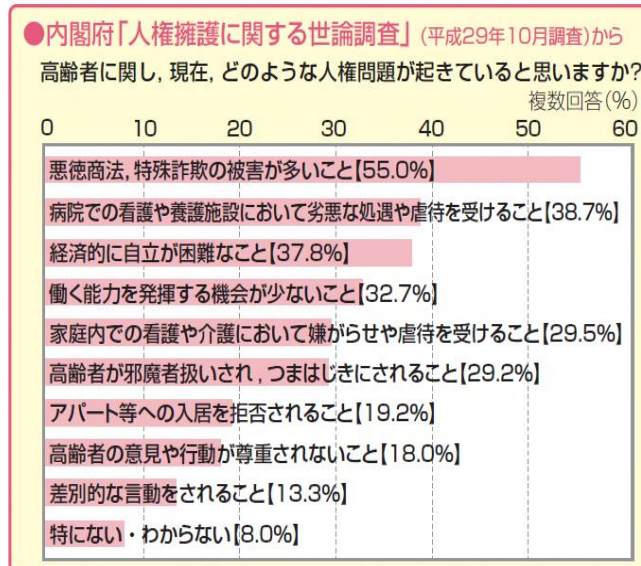 ●内閣府「人権擁護に関する世論調査」(平成29年10月調査)から
高齢者に関し,現在,どのような人権問題が起きていると思いますか?
複数回答(%)
0 10 20 30 40 50 60
悪徳商法,特殊詐欺の被害が多いこと【55.0%】
病院での看護や養護施設において劣悪な処遇や虐待を受けること【38.7%】
経済的に自立が困難なこと【37.8%】
働く能力を発揮する機会が少ないこと【32.7%】
家庭内での看護や介護において嫌がらせや虐待を受けること【29.5%】
高齢者が邪魔者扱いされ,つまはじきにされること【29.2%】
アパート等への入居を拒否されること【19.2%】
高齢者の意見や行動が尊重されないこと【18.0%】
差別的な言動をされること【13.3%】
特にない・わからない【8.0%】